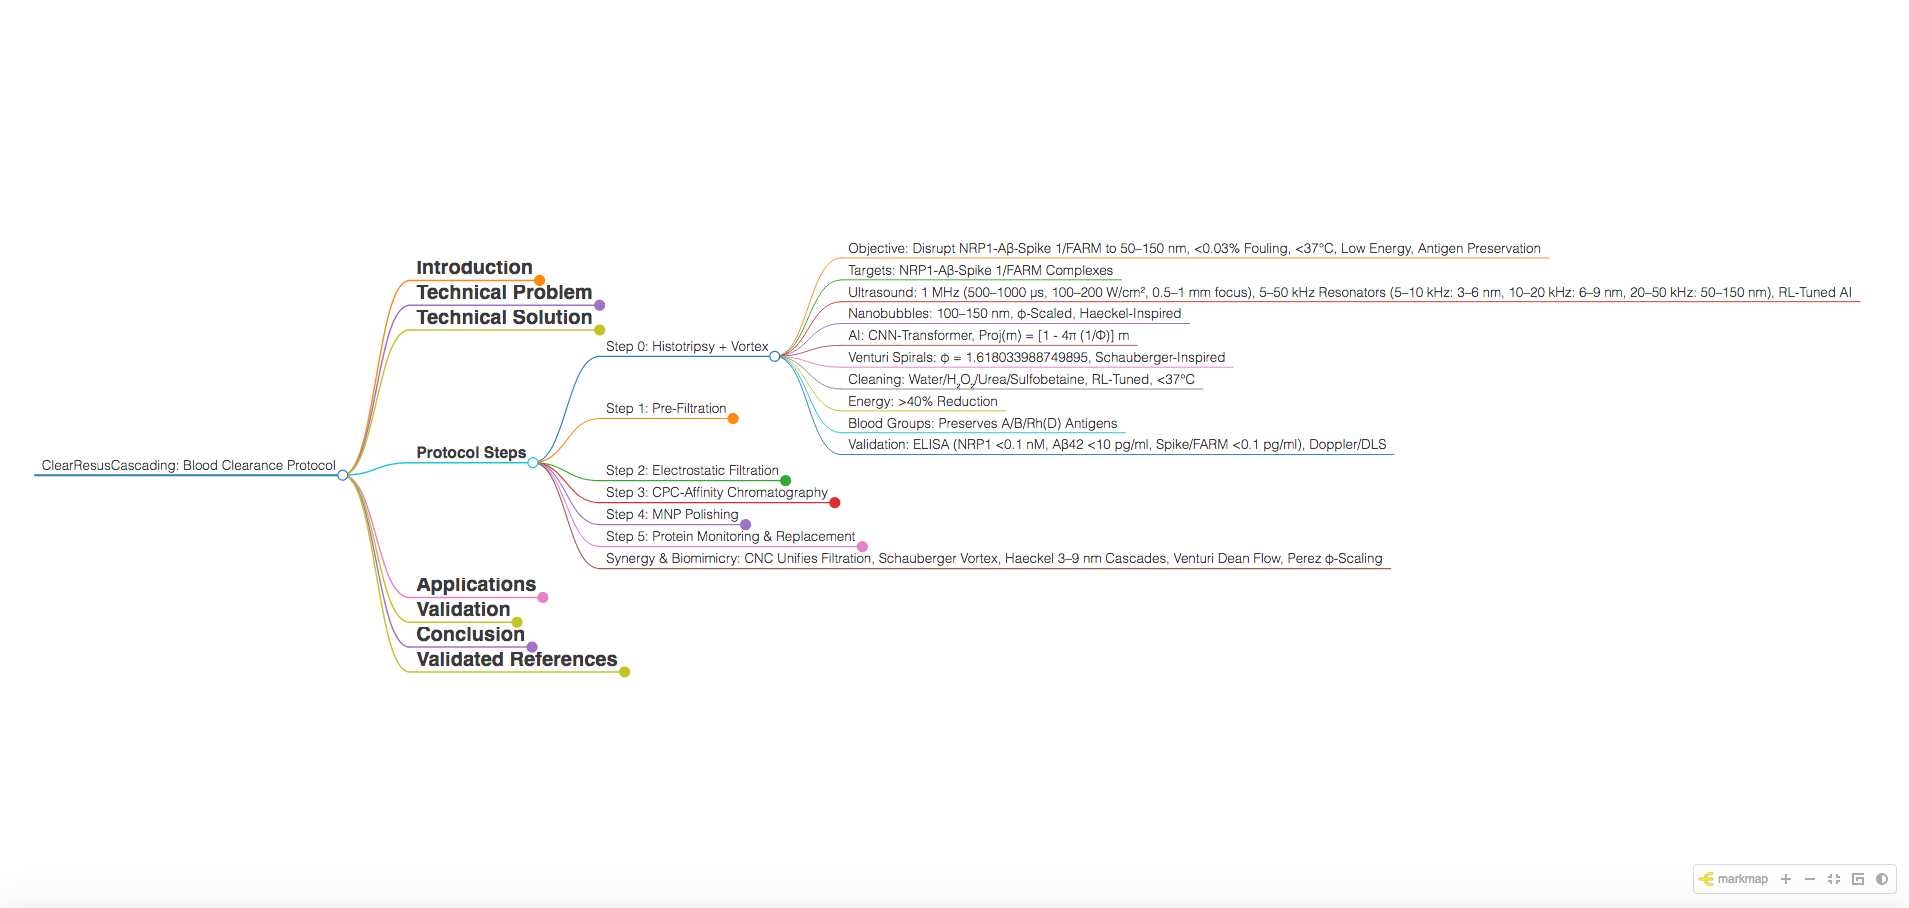 ClearResusCascading: Blood Clearance Protocol
Introduction
Technical Problem
Technical Solution
Protocol Steps
Step 0: Histotripsy + Vortex
Objective: Disrupt NRP1-Aβ-Spike 1/FARM to 50–150 nm, <0.03% Fouling, <37°C, Low Energy, Antigen Preservation
Targets: NRP1-Aβ-Spike 1/FARM Complexes
Ultrasound: 1 MHz (500–1000 μs, 100–200 W/cm², 0.5–1 mm focus), 5–50 kHz Resonators (5–10 kHz: 3–6 nm, 10–20 kHz: 6–9 nm, 20–50 kHz: 50–150 nm), RL-Tuned AI
Nanobubbles: 100–150 nm, φ-Scaled, Haeckel-Inspired
AI: CNN-Transformer, Proj(m) = [1 - 4π (1/Φ)] m
Venturi Spirals: φ = 1.618033988749895, Schauberger-Inspired
Cleaning: Water/H₂O₂/Urea/Sulfobetaine, RL-Tuned, <37°C
Energy: >40% Reduction
Blood Groups: Preserves A/B/Rh(D) Antigens
Validation: ELISA (NRP1 <0.1 nM, Aβ42 <10 pg/ml, Spike/FARM <0.1 pg/ml), Doppler/DLS
Step 1: Pre-Filtration
Step 2: Electrostatic Filtration
Step 3: CPC-Affinity Chromatography
Step 4: MNP Polishing
Step 5: Protein Monitoring & Replacement
Synergy & Biomimicry: CNC Unifies Filtration, Schauberger Vortex, Haeckel 3–9 nm Cascades, Venturi Dean Flow, Perez φ-Scaling
Applications
Validation
Conclusion
Validated References
markmap